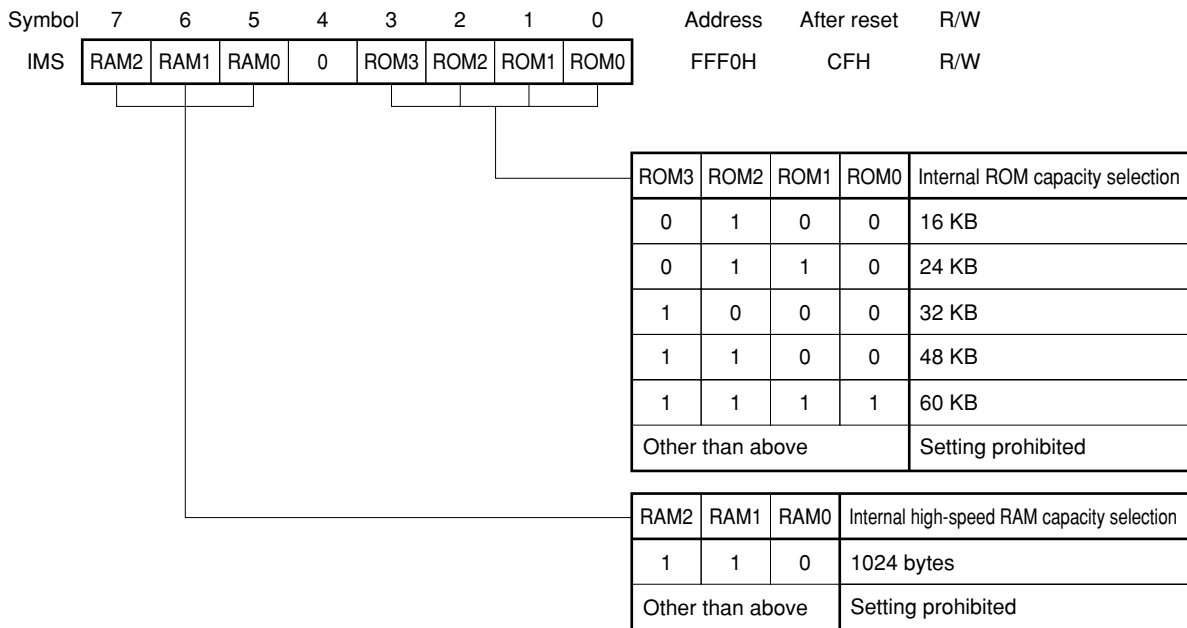 Symbol 7 6 5 4 3 2 1 0 Address After reset R/W
IMS RAM2 RAM1 RAM0 0 ROM3 ROM2 ROM1 ROM0 FFF0H CFH R/W
ROM3 ROM2 ROM1 ROM0 Internal ROM capacity selection
0 1 0 0 16 KB
0 1 1 0 24 KB
1 0 0 0 32 KB
1 1 0 0 48 KB
1 1 1 1 60 KB
Other than above Setting prohibited
RAM2 RAM1 RAM0 Internal high-speed RAM capacity selection
1 1 0 1024 bytes
Other than above Setting prohibited